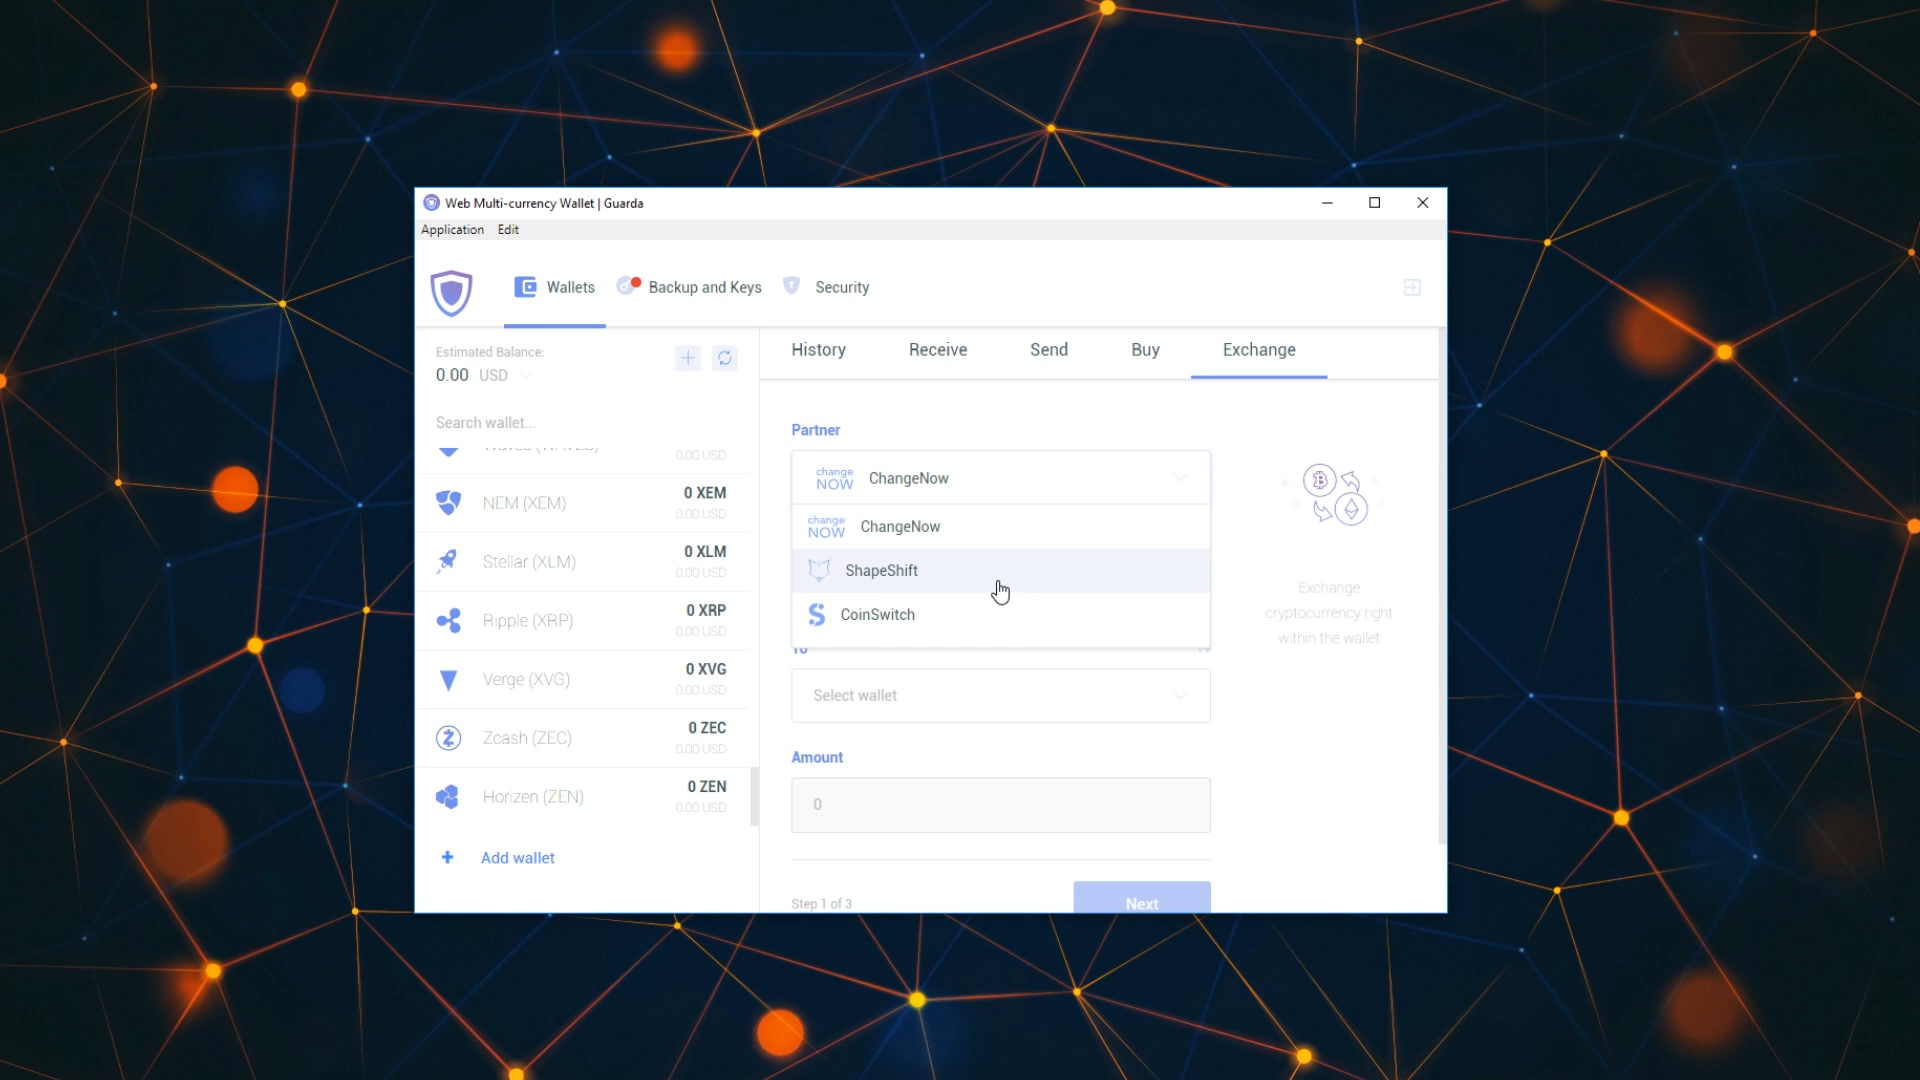 Web Multi-currency Wallet | Guarda
Application Edit
Wallets Backup and Keys Security
Estimated Balance:
0.00 USD
Search wallet...
0.00 USD
NEM (XEM) 0 XEM
0.00 USD
Stellar (XLM) 0 XLM
0.00 USD
Ripple (XRP) 0 XRP
0.00 USD
Verge (XVG) 0 XVG
0.00 USD
Zcash (ZEC) 0 ZEC
0.00 USD
Horizen (ZEN) 0 ZEN
0.00 USD
+ Add wallet
History Receive Send Buy Exchange
Partner
change NOW ChangeNow
change NOW ChangeNow
ShapeShift
CoinSwitch
To
Select wallet
Amount
0
Step 1 of 3
Next
Exchange
cryptocurrency right
within the wallet